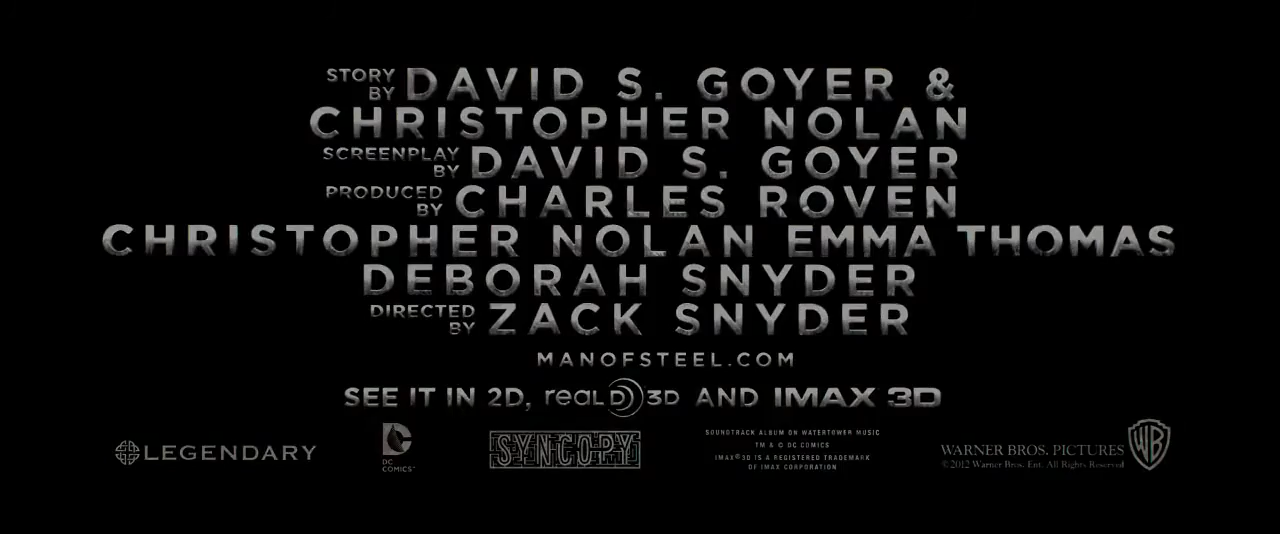 STORY BY DAVID S. GOYER &
CHRISTOPHER NOLAN
SCREENPLAY BY DAVID S. GOYER
PRODUCED BY CHARLES ROVEN
CHRISTOPHER NOLAN EMMA THOMAS
DEBORAH SNYDER
DIRECTED BY ZACK SNYDER
MANOFSTEEL.COM
SEE IT IN 2D, REAL D 3D AND IMAX 3D
LEGENDARY
DC
COMICS™
SYNCOPY
SOUNDTRACK ALBUM ON WATERTOWER MUSIC
TM & © DC COMICS
IMAX® 3D IS A REGISTERED TRADEMARK
OF IMAX CORPORATION
WARNER BROS. PICTURES
©2012 Warner Bros. Ent. All Rights Reserved
WB